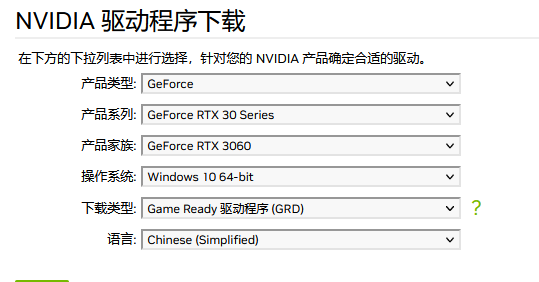 NVIDIA 驱动程序下载
在下方的下拉列表中进行选择，针对您的 NVIDIA 产品确定合适的驱动。
产品类型: GeForce
产品系列: GeForce RTX 30 Series
产品家族: GeForce RTX 3060
操作系统: Windows 10 64-bit
下载类型: Game Ready 驱动程序 (GRD) ?
语言: Chinese (Simplified)